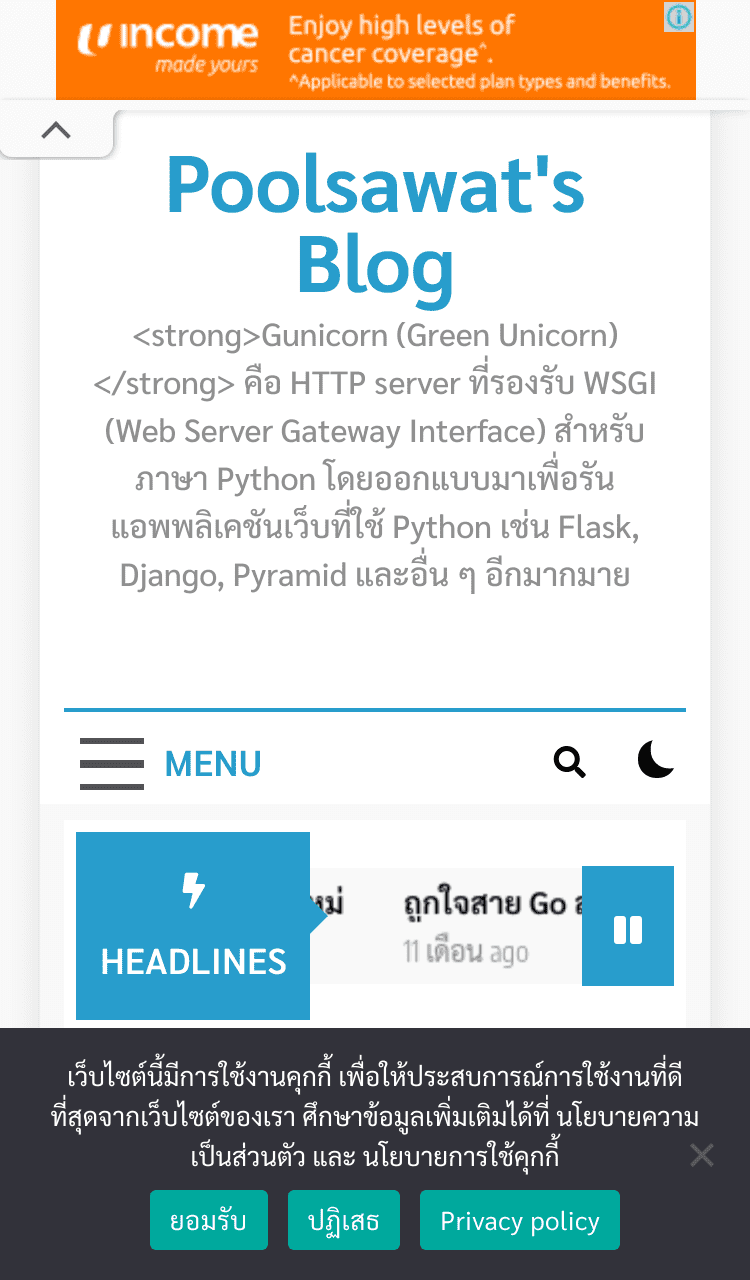 income
made yours
Enjoy high levels of
cancer coverage^.
^Applicable to selected plan types and benefits.
Poolsawat's
Blog
<strong>Gunicorn (Green Unicorn)
</strong> คือ HTTP server ที่รองรับ WSGI
(Web Server Gateway Interface) สำหรับ
ภาษา Python โดยออกแบบมาเพื่อรัน
แอพพลิเคชันเว็บที่ใช้ Python เช่น Flask,
Django, Pyramid และอื่น ๆ อีกมากมาย
MENU
HEADLINES
ถูกใจสาย Go
11 เดือน ago
เว็บไซต์นี้มีการใช้งานคุกกี้ เพื่อให้ประสบการณ์การใช้งานที่ดี
ที่สุดจากเว็บไซต์ของเรา ศึกษาข้อมูลเพิ่มเติมได้ที่ นโยบายความ
เป็นส่วนตัว และ นโยบายการใช้คุกกี้
ยอมรับ
ปฏิเสธ
Privacy policy